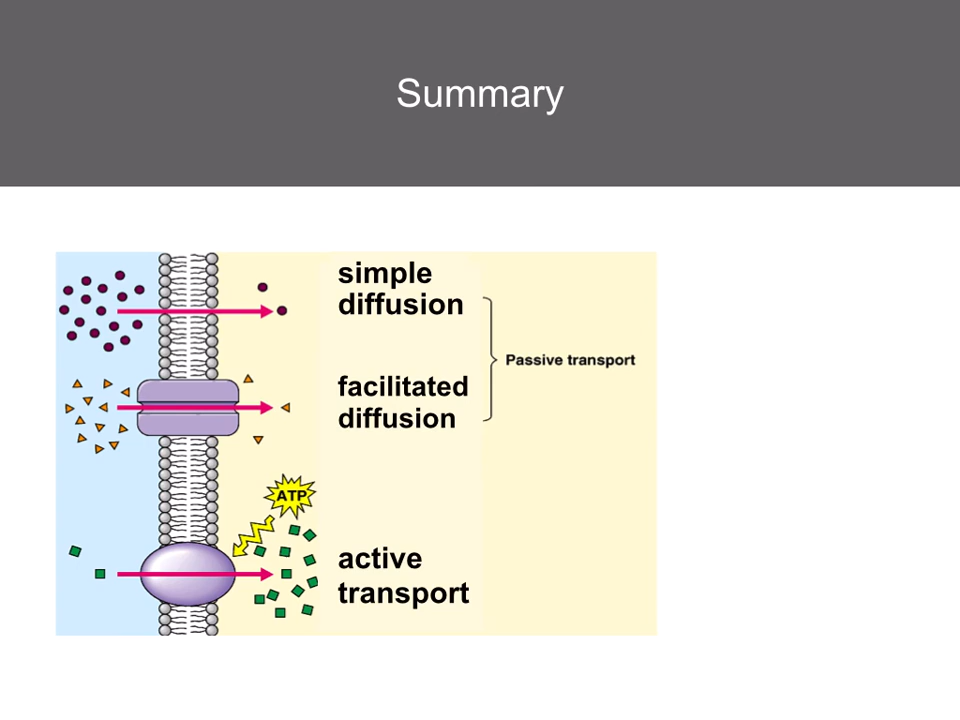 Summary
simple
diffusion
Passive transport
facilitated
diffusion
ATP
active
transport